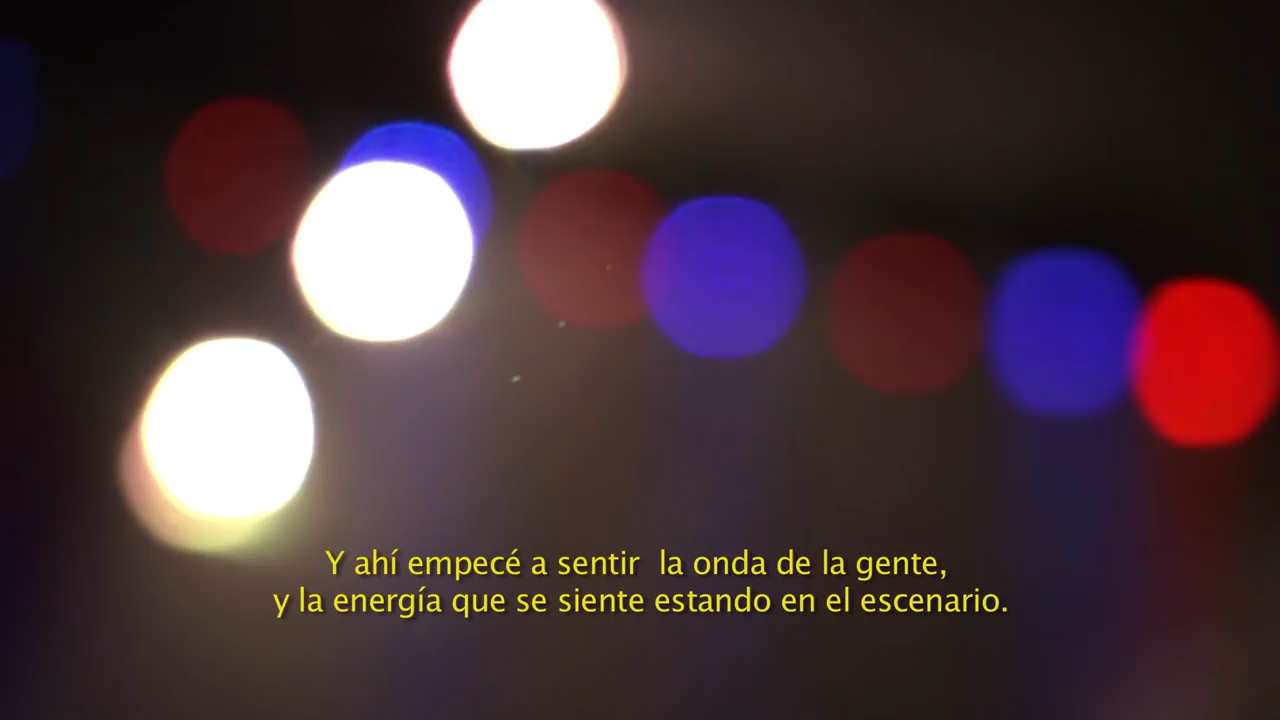 Y ahí empecé a sentir  la onda de la gente,
y la energía que se siente estando en el escenario.